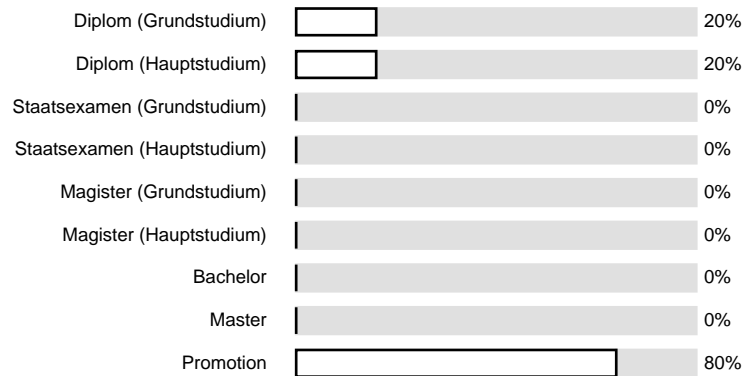 Diplom (Grundstudium) 20%
Diplom (Hauptstudium) 20%
Staatsexamen (Grundstudium) 0%
Staatsexamen (Hauptstudium) 0%
Magister (Grundstudium) 0%
Magister (Hauptstudium) 0%
Bachelor 0%
Master 0%
Promotion 80%